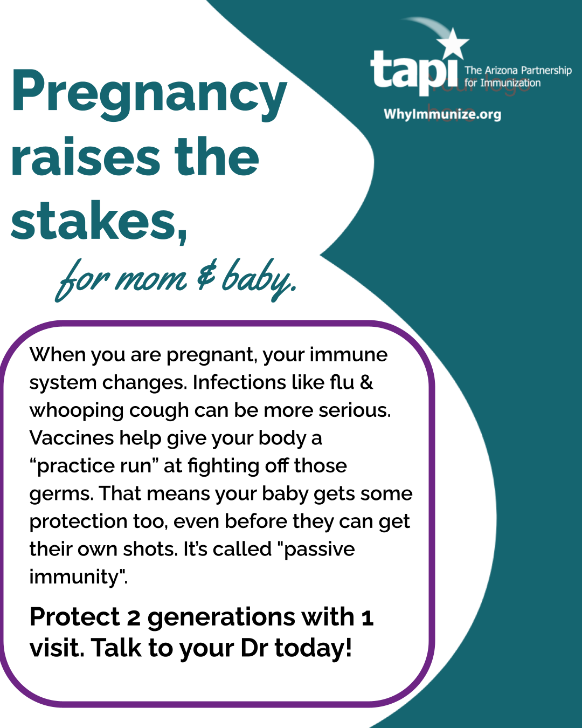 tapi
The Arizona Partnership
for Immunization
WhyImmunize.org
Pregnancy
raises the
stakes,
for mom & baby.
When you are pregnant, your immune
system changes. Infections like flu &
whooping cough can be more serious.
Vaccines help give your body a
“practice run” at fighting off those
germs. That means your baby gets some
protection too, even before they can get
their own shots. It’s called "passive
immunity".
Protect 2 generations with 1
visit. Talk to your Dr today!